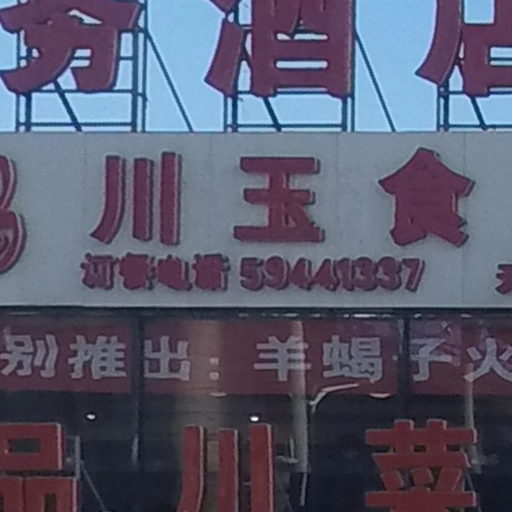 务酒店
川玉食
订餐电话 59441337
别推出：羊蝎子火
品川菜